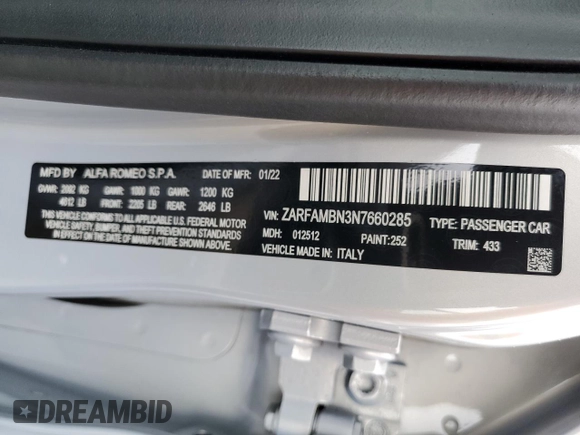 MFD BY ALFA ROMEO S.P.A. DATE OF MFR: 01/22
GVWR: 2092 KG GAWR: 1000 KG GAWR: 1200 KG
4612 LB FRONT: 2205 LB REAR: 2646 LB
THIS VEHICLE CONFORMS TO ALL APPLICABLE U.S. FEDERAL MOTOR
VEHICLE SAFETY, BUMPER, AND THEFT PREVENTION STANDARDS
IN EFFECT ON THE DATE OF MANUFACTURE SHOWN ABOVE.
VIN: ZARFAMBN3N7660285 TYPE: PASSENGER CAR
MDH: 012512 PAINT: 252 TRIM: 433
VEHICLE MADE IN: ITALY
DREAMBID